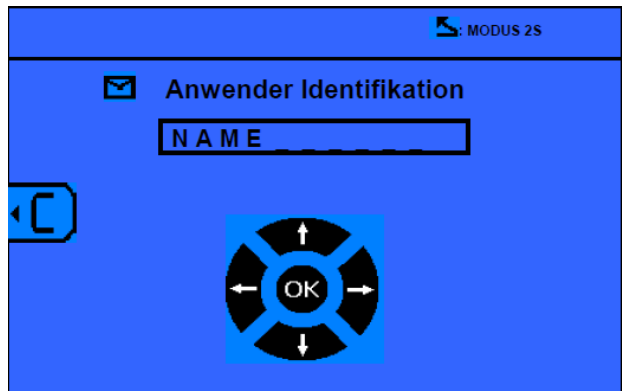 : MODUS 2S
Anwender Identifikation
N A M E _ _ _ _ _ _
C
OK